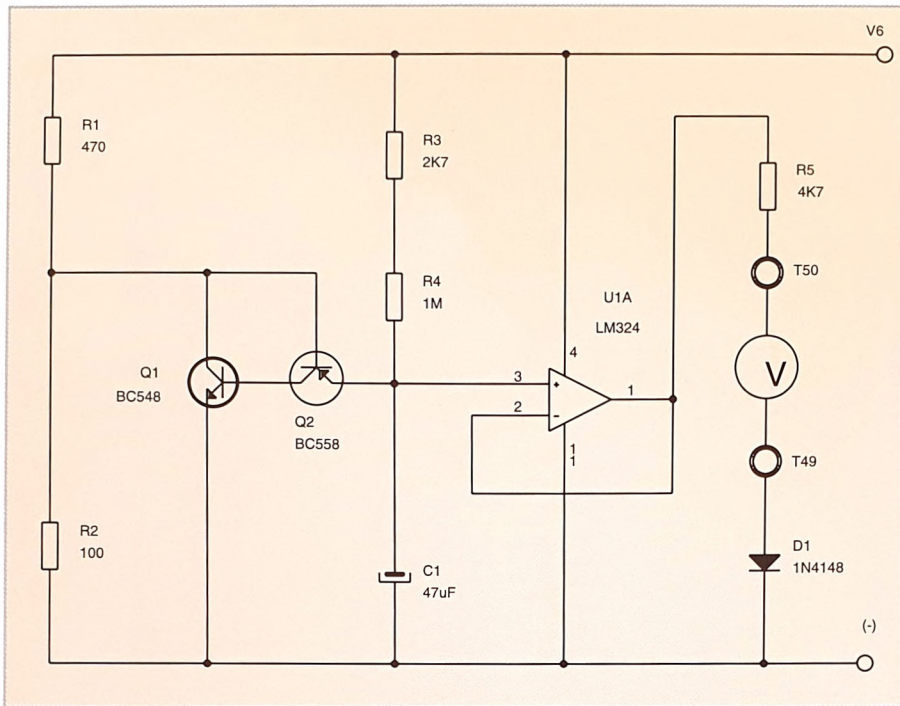 V6
R1
470
R3
2K7
R5
4K7
T50
R4
1M
U1A
LM324
4
Q1
BC548
3
+
1
V
2
-
Q2
BC558
1
1
T49
R2
100
D1
1N4148
C1
47uF
(-)